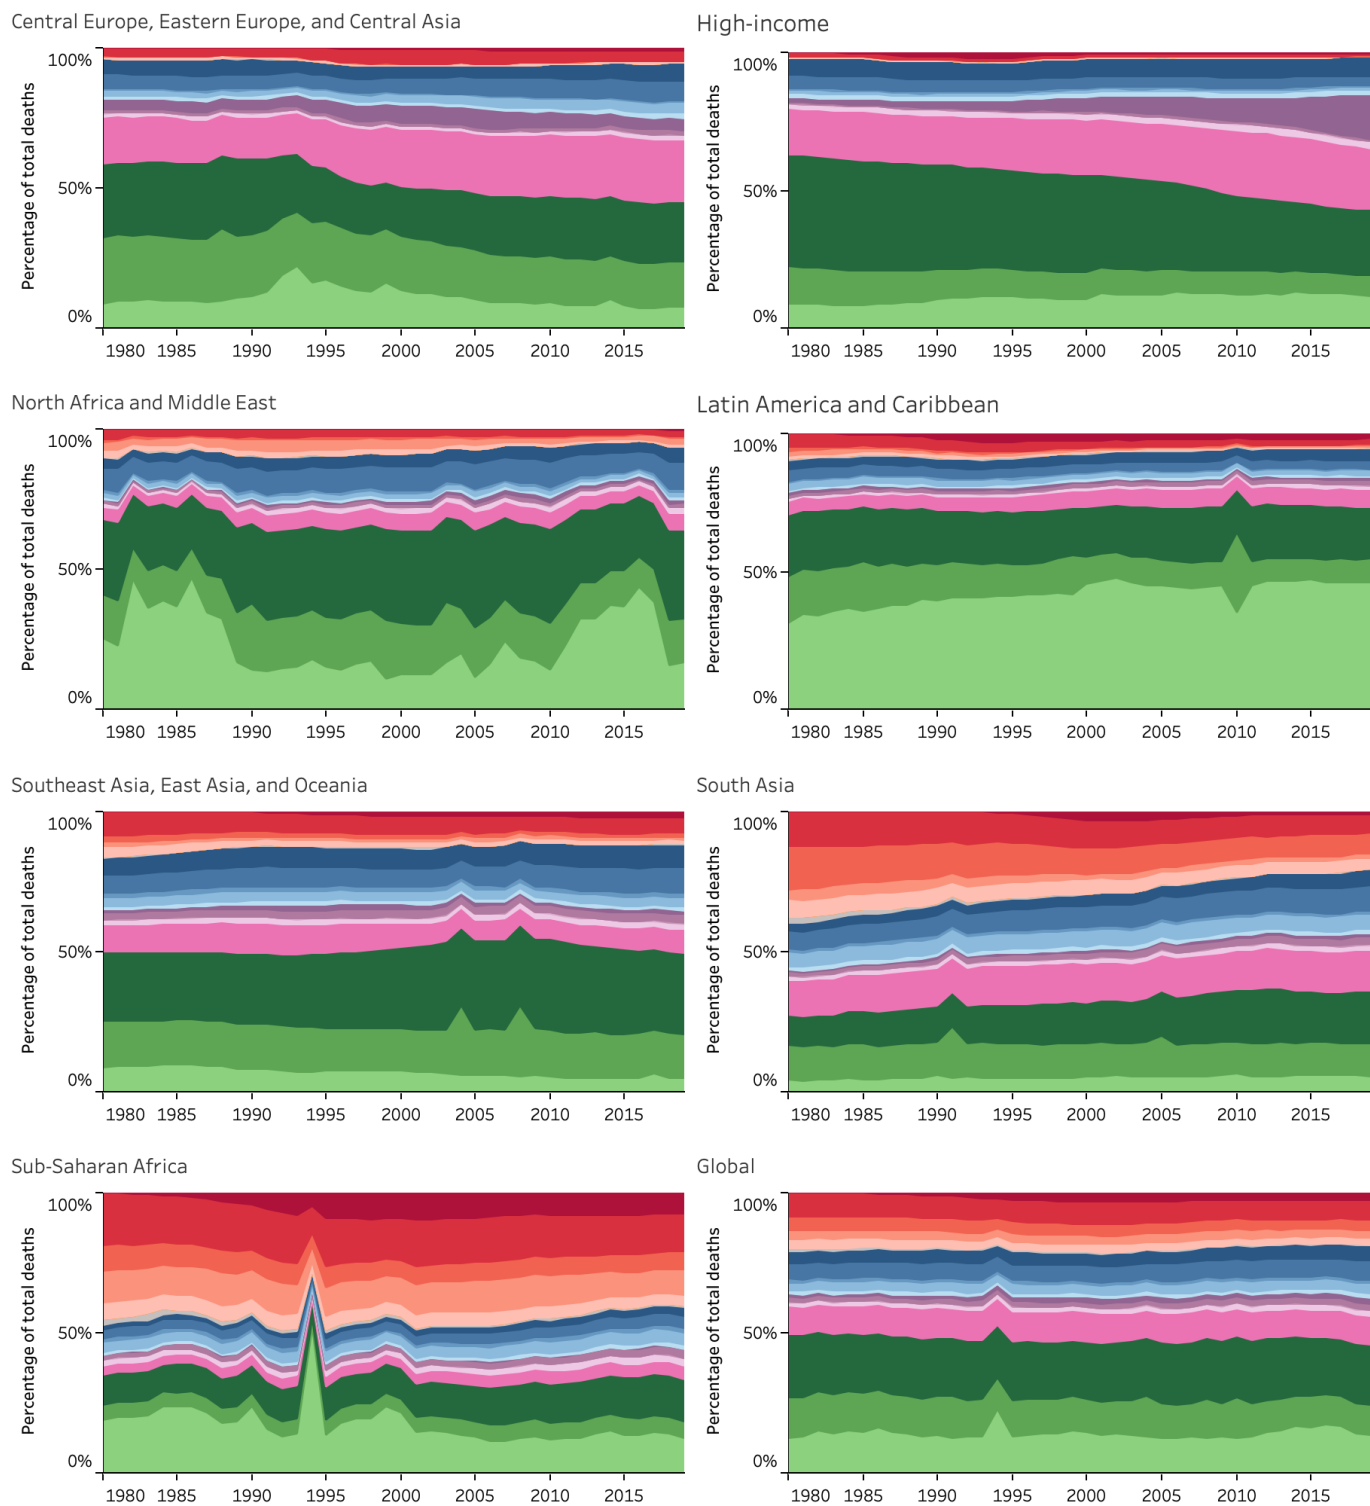 Central Europe, Eastern Europe, and Central Asia
Percentage of total deaths
100%
50%
0%
1980 1985 1990 1995 2000 2005 2010 2015
High-income
Percentage of total deaths
100%
50%
0%
1980 1985 1990 1995 2000 2005 2010 2015
North Africa and Middle East
Percentage of total deaths
100%
50%
0%
1980 1985 1990 1995 2000 2005 2010 2015
Latin America and Caribbean
Percentage of total deaths
100%
50%
0%
1980 1985 1990 1995 2000 2005 2010 2015
Southeast Asia, East Asia, and Oceania
Percentage of total deaths
100%
50%
0%
1980 1985 1990 1995 2000 2005 2010 2015
South Asia
Percentage of total deaths
100%
50%
0%
1980 1985 1990 1995 2000 2005 2010 2015
Sub-Saharan Africa
Percentage of total deaths
100%
50%
0%
1980 1985 1990 1995 2000 2005 2010 2015
Global
Percentage of total deaths
100%
50%
0%
1980 1985 1990 1995 2000 2005 2010 2015